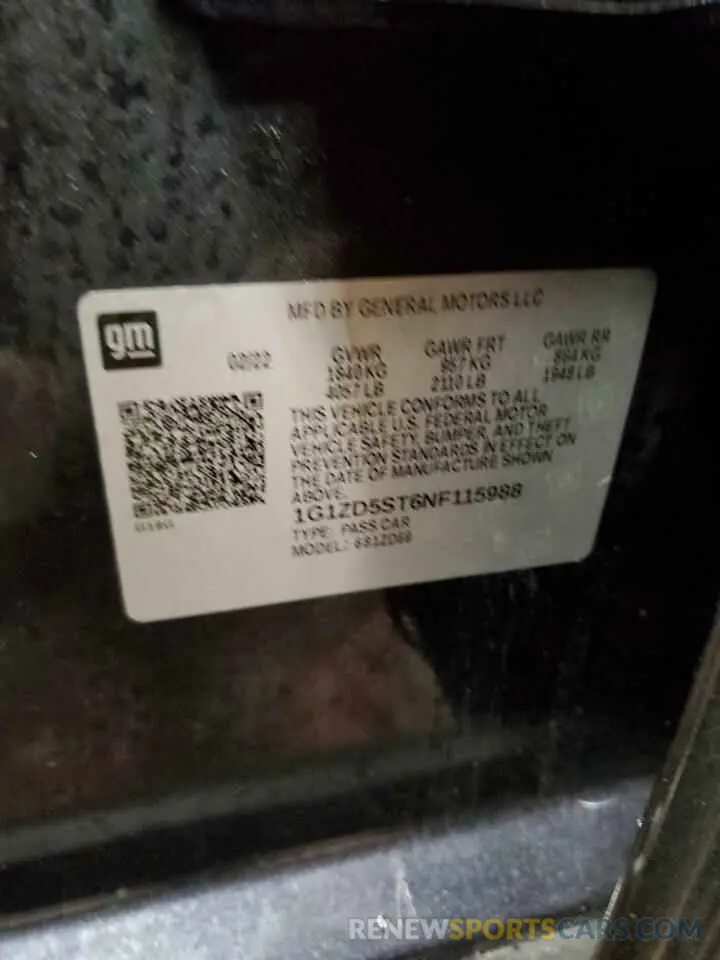 MFD BY GENERAL MOTORS LLC
gm
02/22
GVWR GAWR FRT GAWR RR
1840 KG 957 KG 884 KG
4057 LB 2110 LB 1948 LB
THIS VEHICLE CONFORMS TO ALL
APPLICABLE U.S. FEDERAL MOTOR
VEHICLE SAFETY, BUMPER, AND THEFT
PREVENTION STANDARDS IN EFFECT ON
THE DATE OF MANUFACTURE SHOWN
ABOVE.
1G1ZD5ST6NF115988
TYPE: PASS CAR
MODEL:
RENEWSPORTSCARS.COM